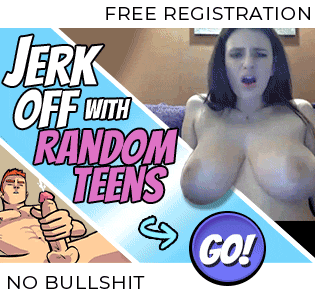 FREE REGISTRATION
JERK
OFF WITH
RANDOM
TEENS
GO!
NO BULLSHIT